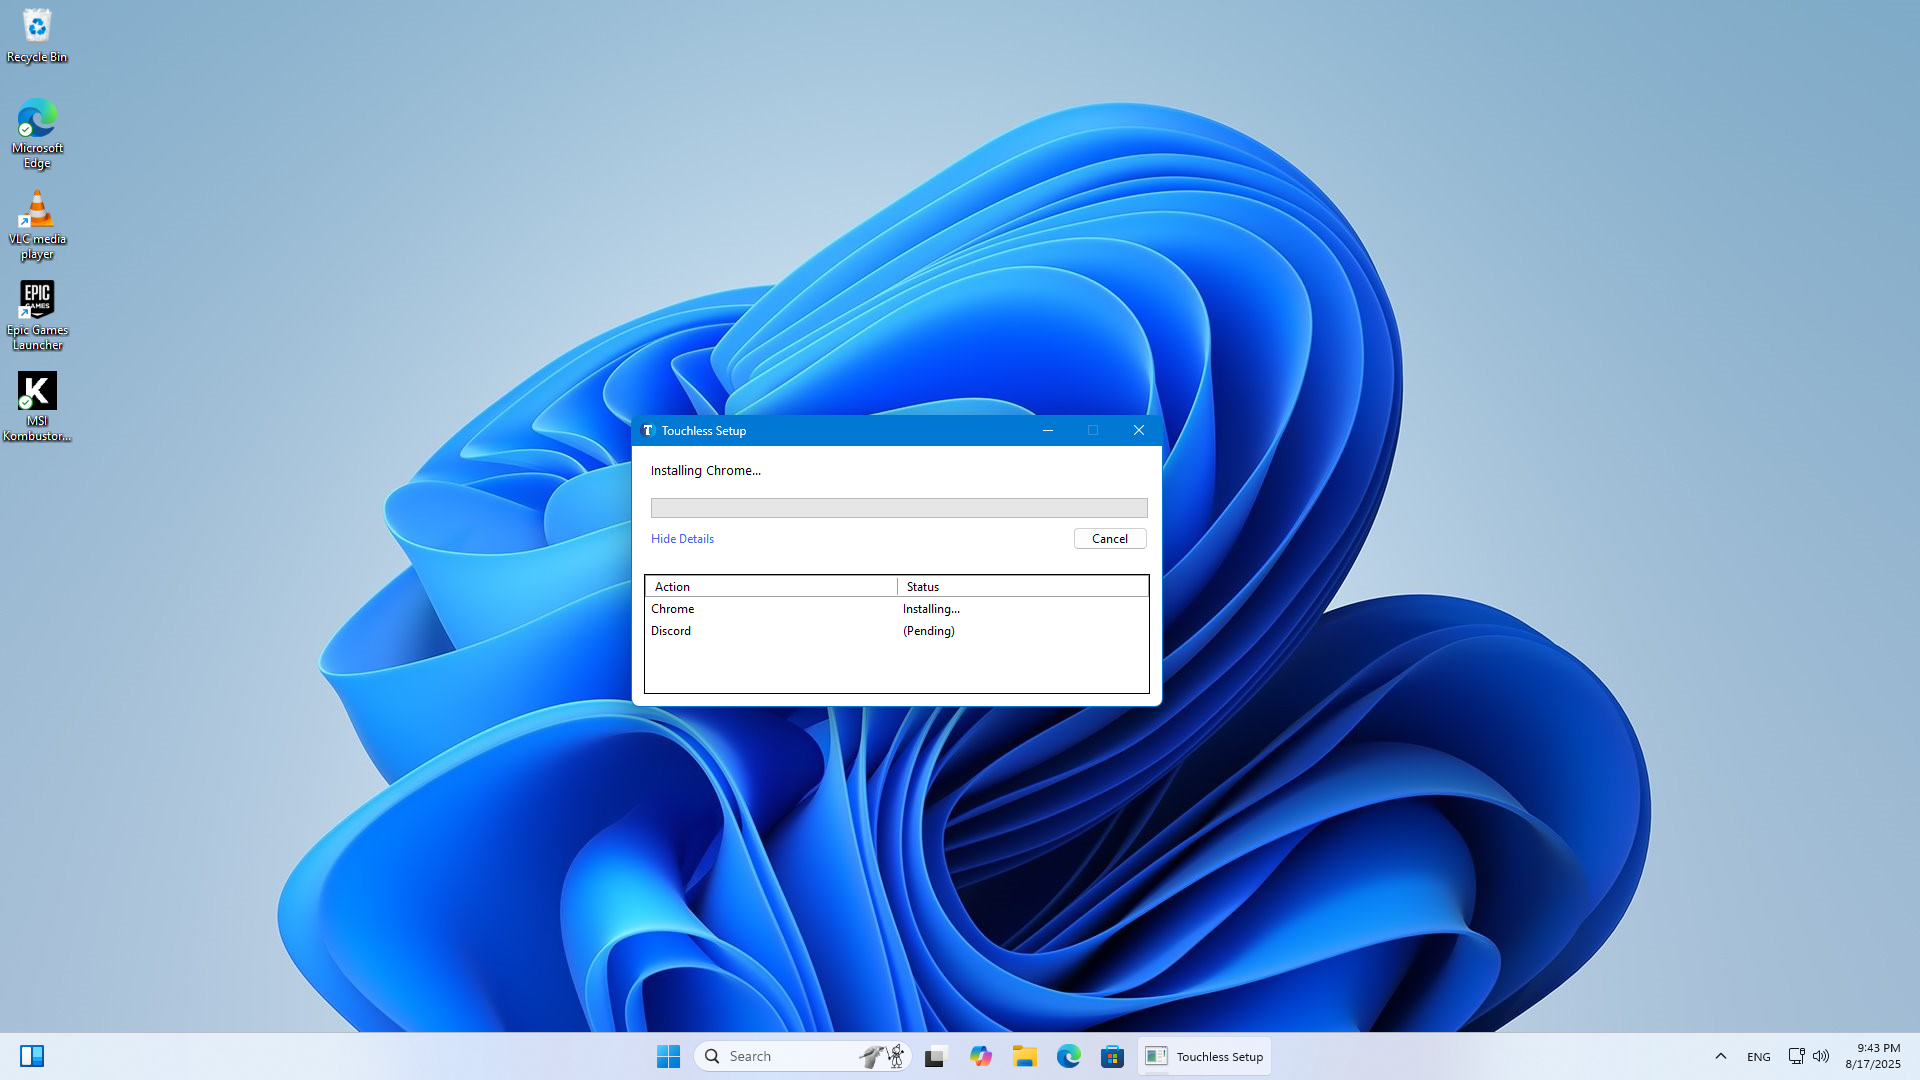 Recycle Bin
Microsoft
Edge
VLC media
player
EPIC
GAMES
Epic Games
Launcher
K
MSI
Kombustor...
T Touchless Setup
Installing Chrome...
Hide Details
Cancel
Action Status
Chrome Installing...
Discord (Pending)
Search
Touchless Setup
ENG
9:43 PM
8/17/2025